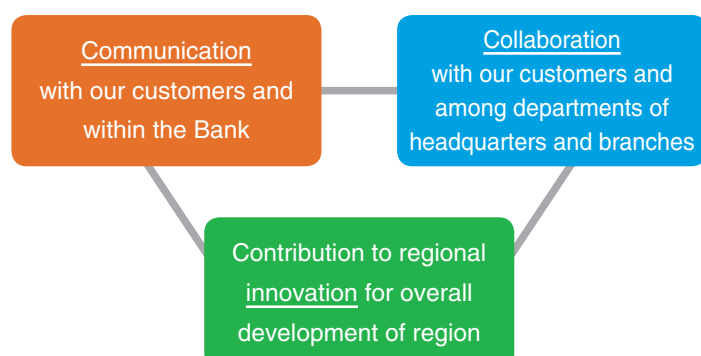 Communication
with our customers and
within the Bank
Collaboration
with our customers and
among departments of
headquarters and branches
Contribution to regional
innovation for overall
development of region